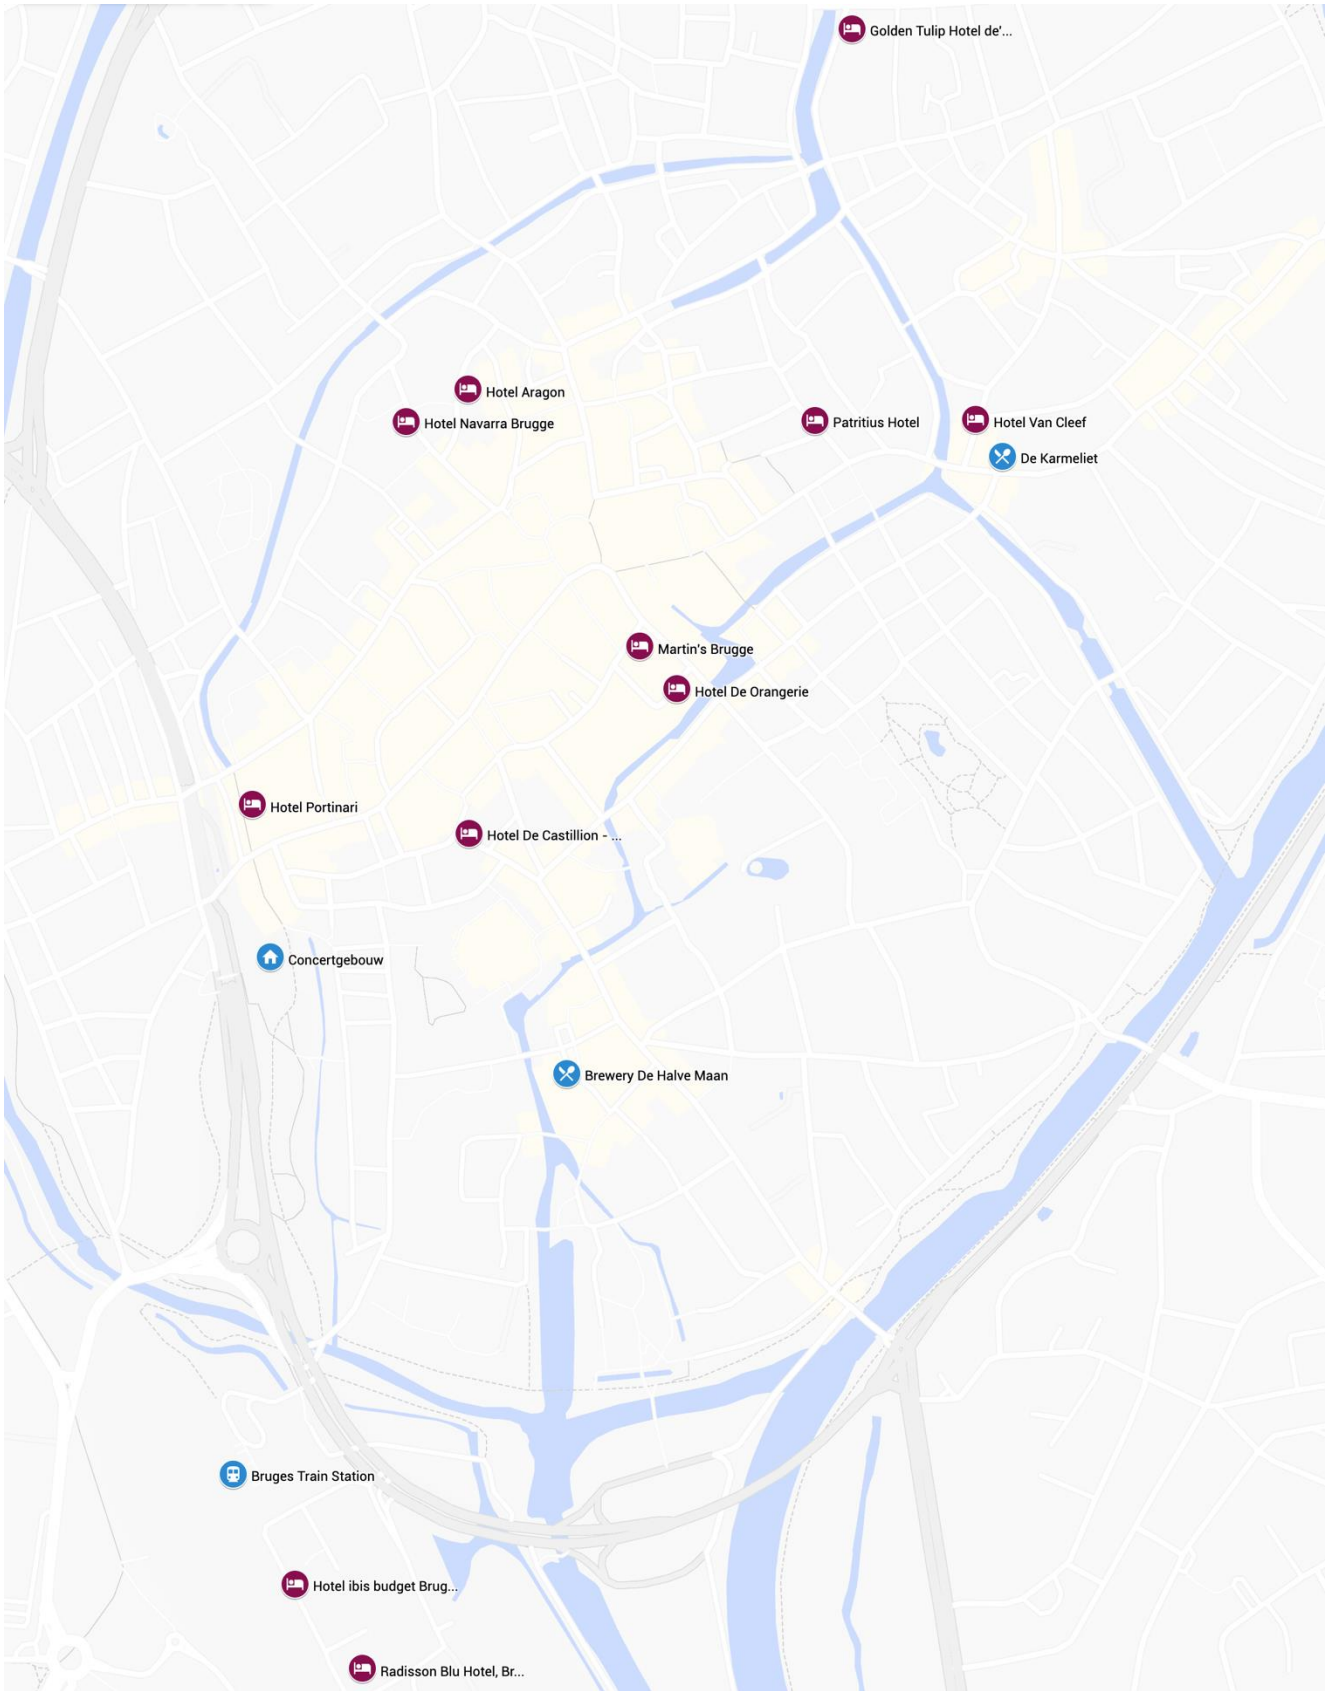 Golden Tulip Hotel de'...
Hotel Aragon
Hotel Navarra Brugge
Patritius Hotel
Hotel Van Cleef
De Karmeliet
Martin's Brugge
Hotel De Orangerie
Hotel Portinari
Hotel De Castillion - ...
Concertgebouw
Brewery De Halve Maan
Bruges Train Station
Hotel ibis budget Brug...
Radisson Blu Hotel, Br...